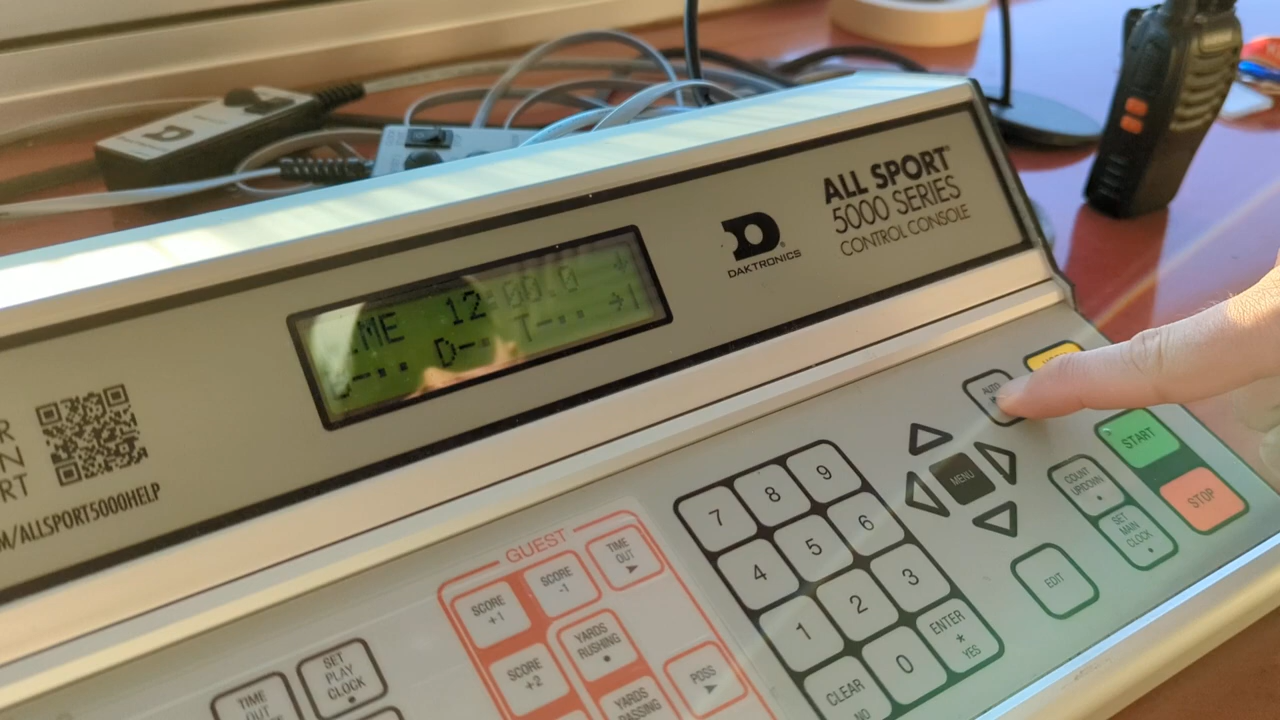 ALL SPORT®
5000 SERIES
CONTROL CONSOLE
DAKTRONICS
ME 12:00.0
D--.. T--..
/ALLSPORT5000HELP
AUTO
START
STOP
COUNT
UP/DOWN
SET
MAIN
CLOCK
EDIT
MENU
7 8 9
4 5 6
1 2 3
CLEAR
NO
0
ENTER
*
YES
GUEST
SCORE
+1
SCORE
-1
TIME
OUT
SCORE
+2
YARDS
RUSHING
YARDS
PASSING
POSS
SET
PLAY
CLOCK
TIME
OUT